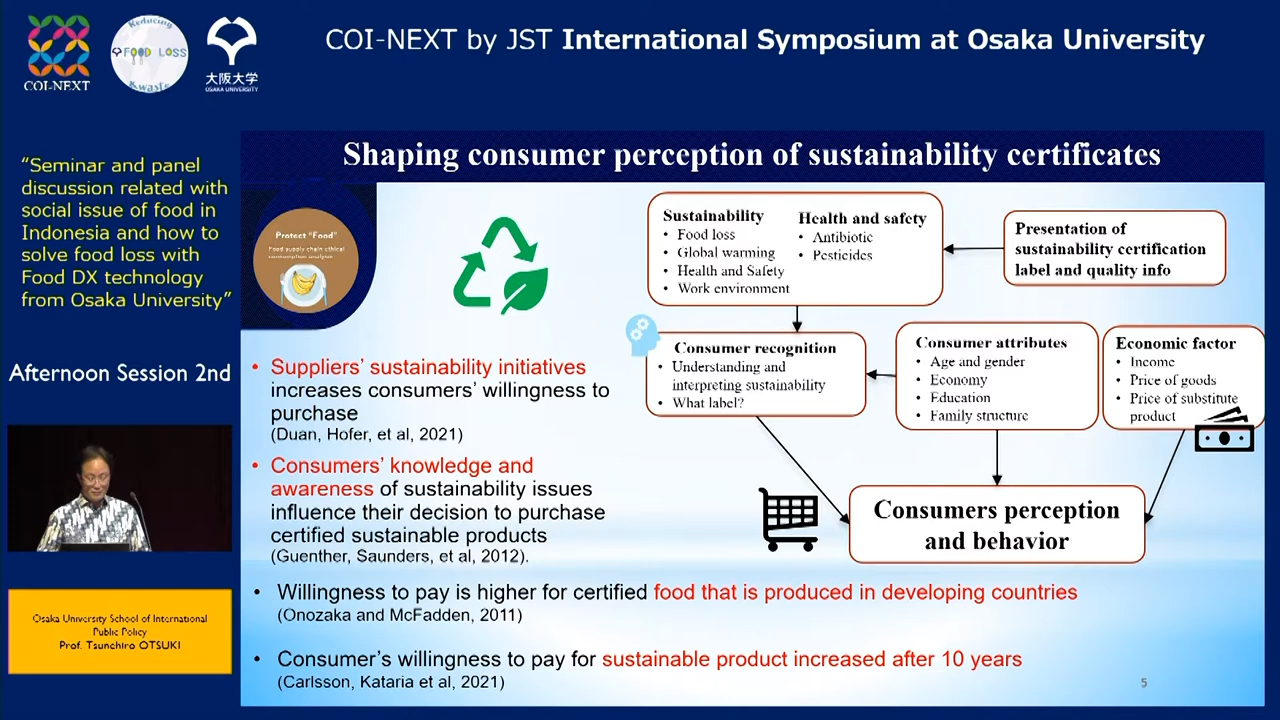 COI-NEXT
Reducing
FOOD LOSS
&waste
大阪大学
OSAKA UNIVERSITY
COI-NEXT by JST International Symposium at Osaka University
“Seminar and panel
discussion related with
social issue of food in
Indonesia and how to
solve food loss with
Food DX technology
from Osaka University”
Afternoon Session 2nd
Osaka University School of International
Public Policy
Prof. Tsunehiro OTSUKI
Shaping consumer perception of sustainability certificates
Protect “Food”
Food supply chain ethical
consumption analysis
• Suppliers’ sustainability initiatives
increases consumers’ willingness to
purchase
(Duan, Hofer, et al, 2021)
• Consumers’ knowledge and
awareness of sustainability issues
influence their decision to purchase
certified sustainable products
(Guenther, Saunders, et al, 2012).
• Willingness to pay is higher for certified food that is produced in developing countries
(Onozaka and McFadden, 2011)
• Consumer’s willingness to pay for sustainable product increased after 10 years
(Carlsson, Kataria et al, 2021)
Sustainability
• Food loss
• Global warming
• Health and Safety
• Work environment
Health and safety
• Antibiotic
• Pesticides
Presentation of
sustainability certification
label and quality info
Consumer recognition
• Understanding and
interpreting sustainability
• What label?
Consumer attributes
• Age and gender
• Economy
• Education
• Family structure
Economic factor
• Income
• Price of goods
• Price of substitute
product
Consumers perception
and behavior
5